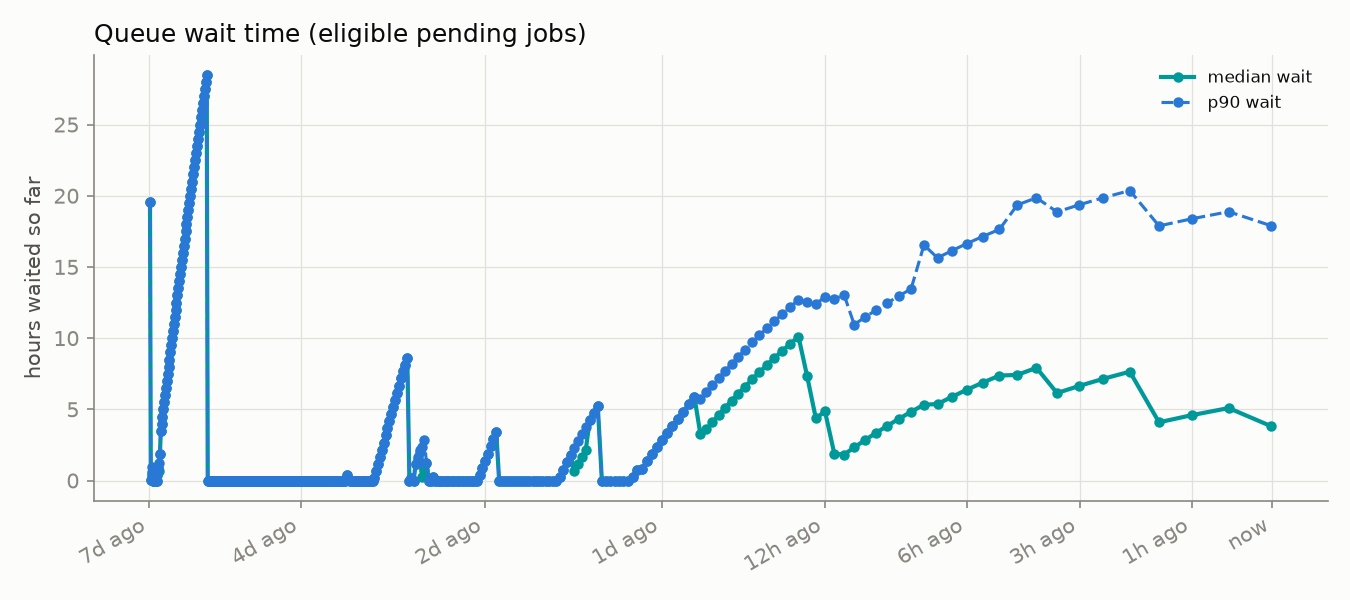 Queue wait time (eligible pending jobs)
median wait
p90 wait
hours waited so far
25
20
15
10
5
0
7d ago
4d ago
2d ago
1d ago
12h ago
6h ago
3h ago
1h ago
now